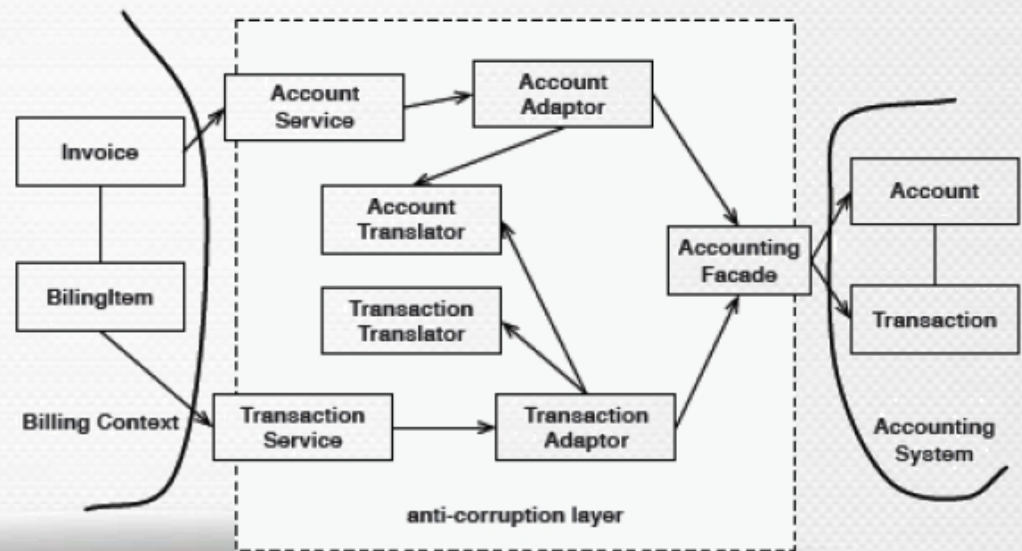 Invoice
BilingItem
Billing Context
Account
Service
Account
Adaptor
Account
Translator
Transaction
Translator
Transaction
Service
Transaction
Adaptor
Accounting
Facade
anti-corruption layer
Account
Transaction
Accounting
System